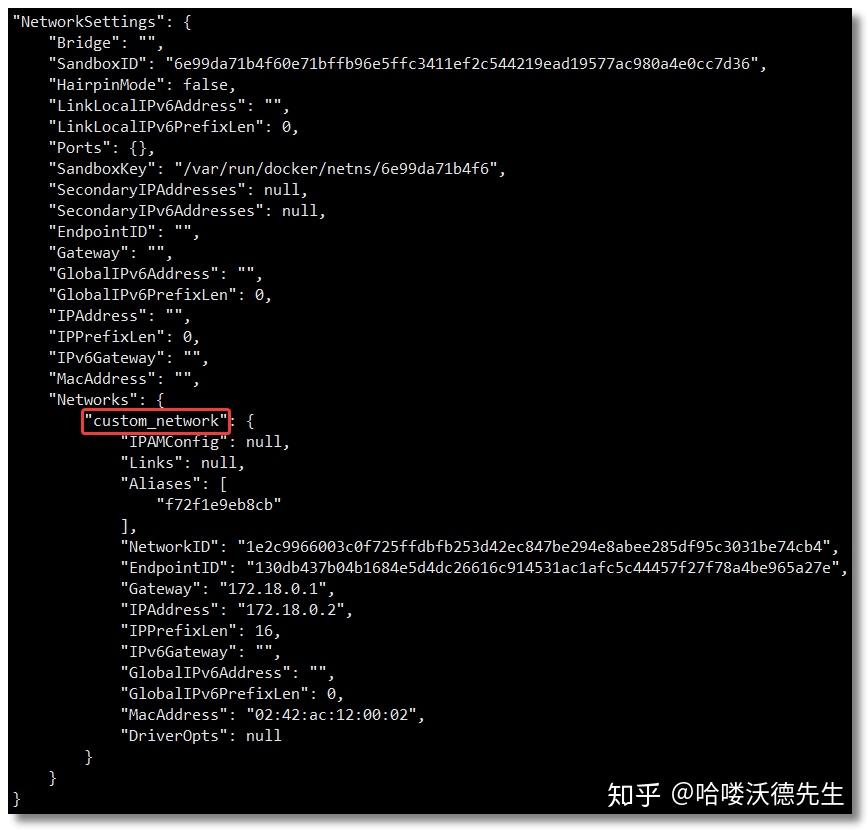 "NetworkSettings": {
"Bridge": "",
"SandboxID": "6e99da71b4f60e71bffb96e5ffc3411ef2c544219ead19577ac980a4e0cc7d36",
"HairpinMode": false,
"LinkLocalIPv6Address": "",
"LinkLocalIPv6PrefixLen": 0,
"Ports": {},
"SandboxKey": "/var/run/docker/netns/6e99da71b4f6",
"SecondaryIPAddresses": null,
"SecondaryIPv6Addresses": null,
"EndpointID": "",
"Gateway": "",
"GlobalIPv6Address": "",
"GlobalIPv6PrefixLen": 0,
"IPAddress": "",
"IPPrefixLen": 0,
"IPv6Gateway": "",
"MacAddress": "",
"Networks": {
"custom_network": {
"IPAMConfig": null,
"Links": null,
"Aliases": [
"f72f1e9eb8cb"
],
"NetworkID": "1e2c9966003c0f725ffdbfb253d42ec847be294e8abee285df95c3031be74cb4",
"EndpointID": "130db437b04b1684e5d4dc26616c914531ac1afc5c44457f27f78a4be965a27e",
"Gateway": "172.18.0.1",
"IPAddress": "172.18.0.2",
"IPPrefixLen": 16,
"IPv6Gateway": "",
"GlobalIPv6Address": "",
"GlobalIPv6PrefixLen": 0,
"MacAddress": "02:42:ac:12:00:02",
"DriverOpts": null
}
}
}
知乎 @哈喽沃德先生